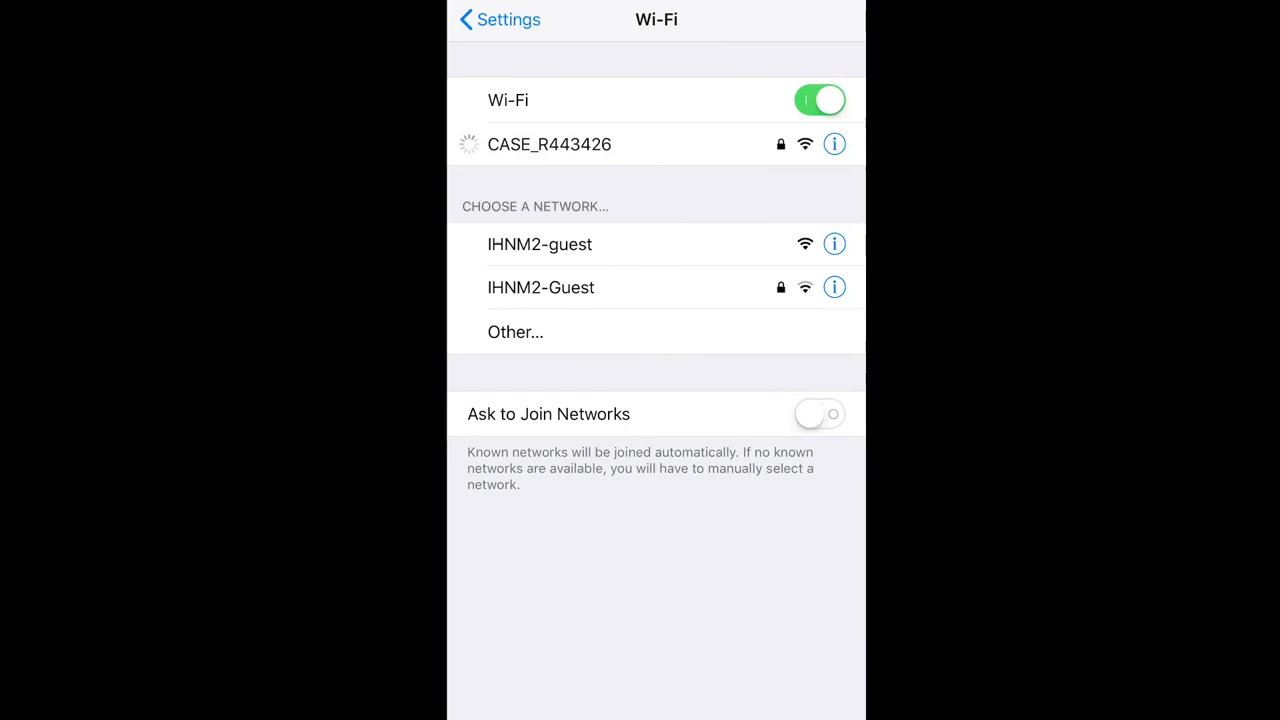 Settings
Wi-Fi
Wi-Fi
CASE_R443426
CHOOSE A NETWORK...
IHNM2-guest
IHNM2-Guest
Other...
Ask to Join Networks
Known networks will be joined automatically. If no known
networks are available, you will have to manually select a
network.